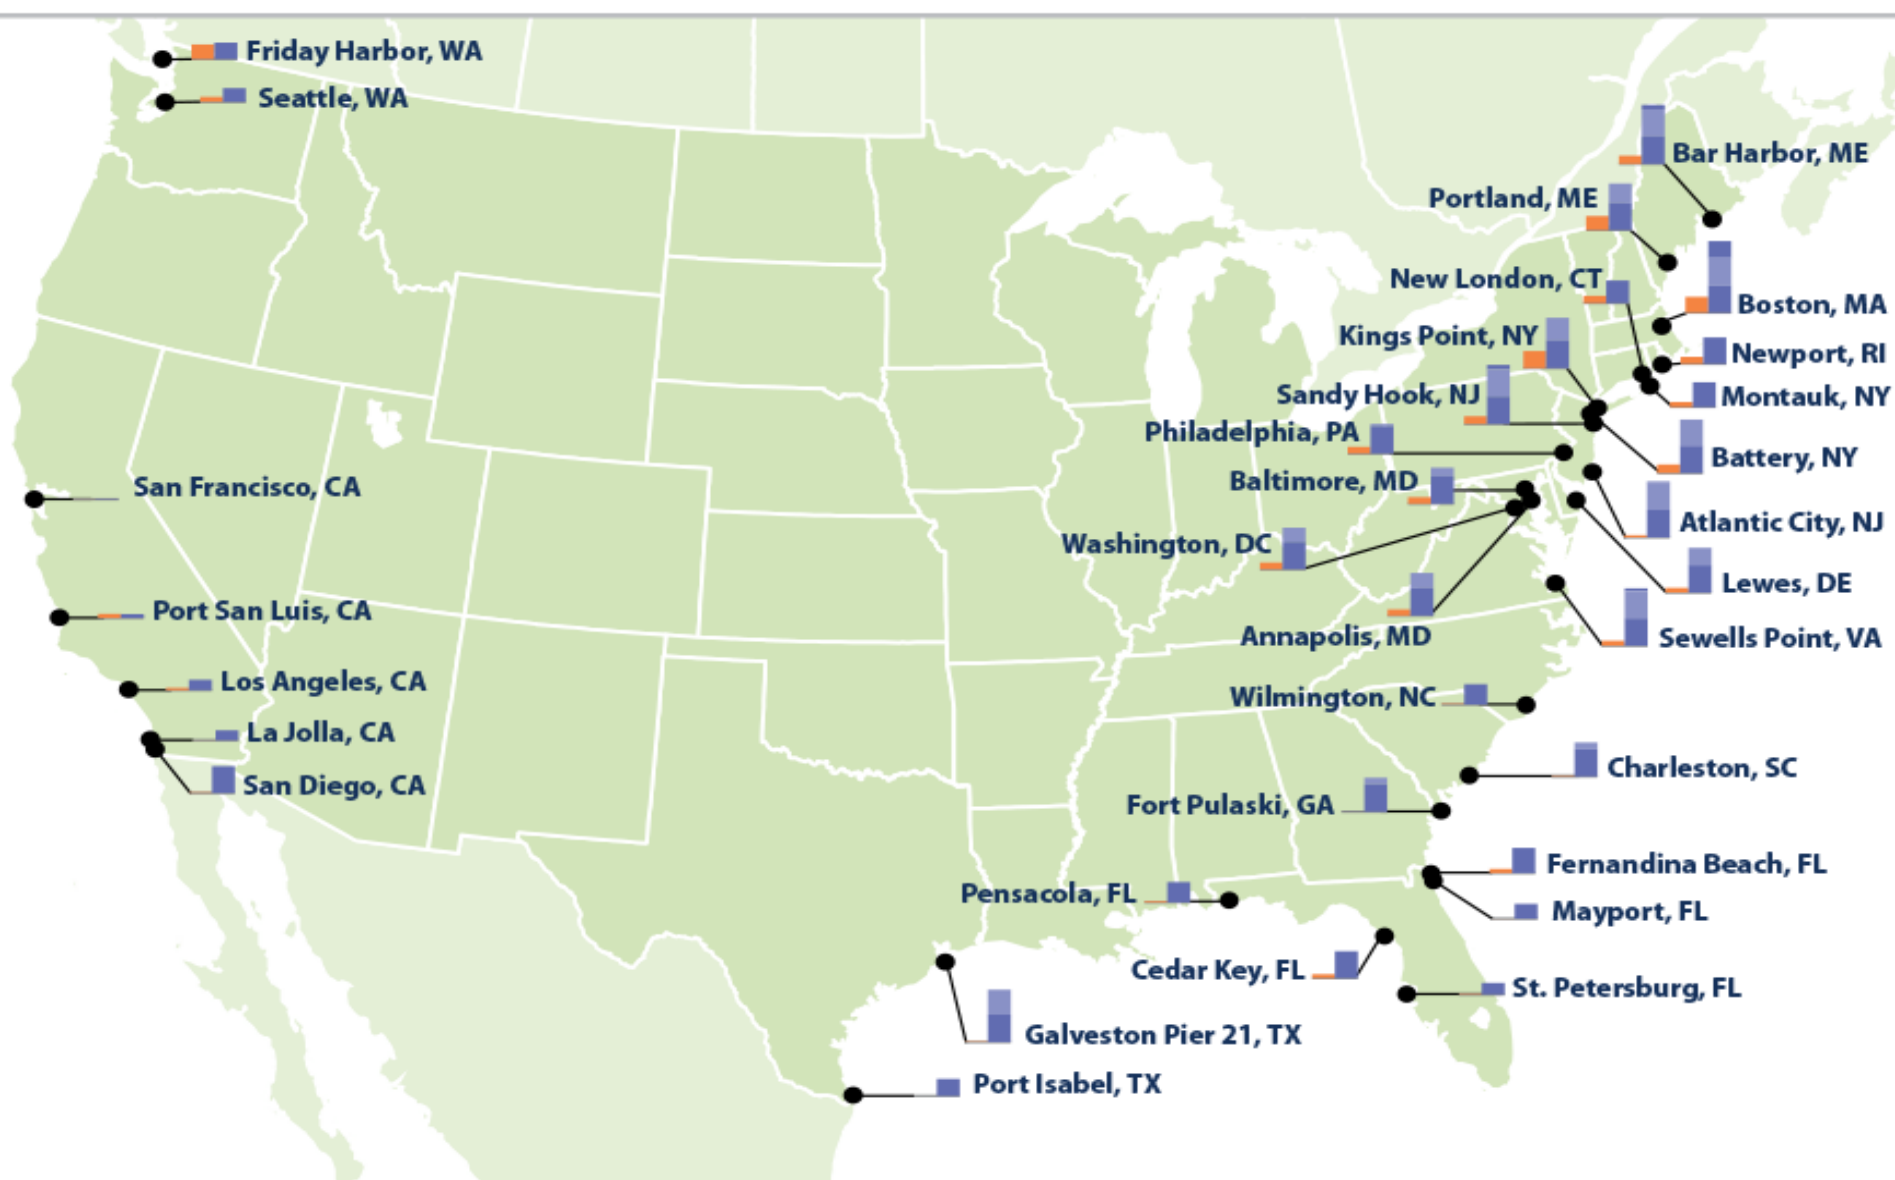 Friday Harbor, WA
Seattle, WA
Bar Harbor, ME
Portland, ME
New London, CT
Boston, MA
Kings Point, NY
Newport, RI
Sandy Hook, NJ
Montauk, NY
Philadelphia, PA
Battery, NY
Baltimore, MD
San Francisco, CA
Atlantic City, NJ
Washington, DC
Lewes, DE
Port San Luis, CA
Annapolis, MD
Sewells Point, VA
Los Angeles, CA
Wilmington, NC
La Jolla, CA
Charleston, SC
San Diego, CA
Fort Pulaski, GA
Fernandina Beach, FL
Pensacola, FL
Mayport, FL
Cedar Key, FL
St. Petersburg, FL
Galveston Pier 21, TX
Port Isabel, TX